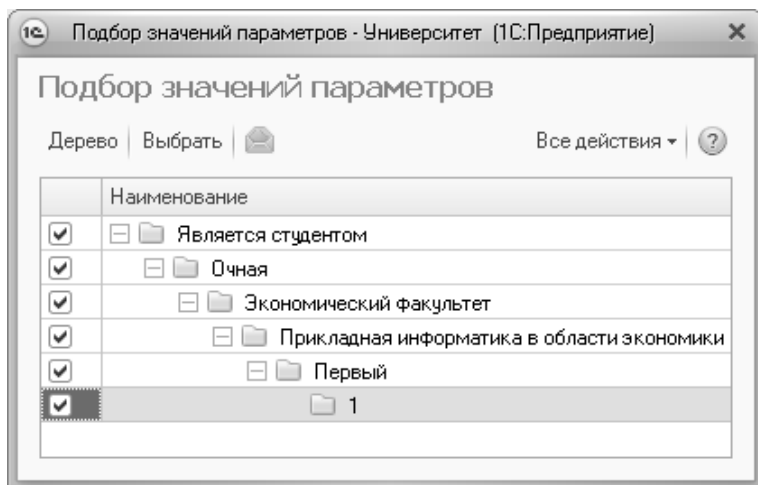 1С Подбор значений параметров - Университет (1С:Предприятие)
Подбор значений параметров
Дерево Выбрать Все действия ?
Наименование
Является студентом
Очная
Экономический факультет
Прикладная информатика в области экономики
Первый
1